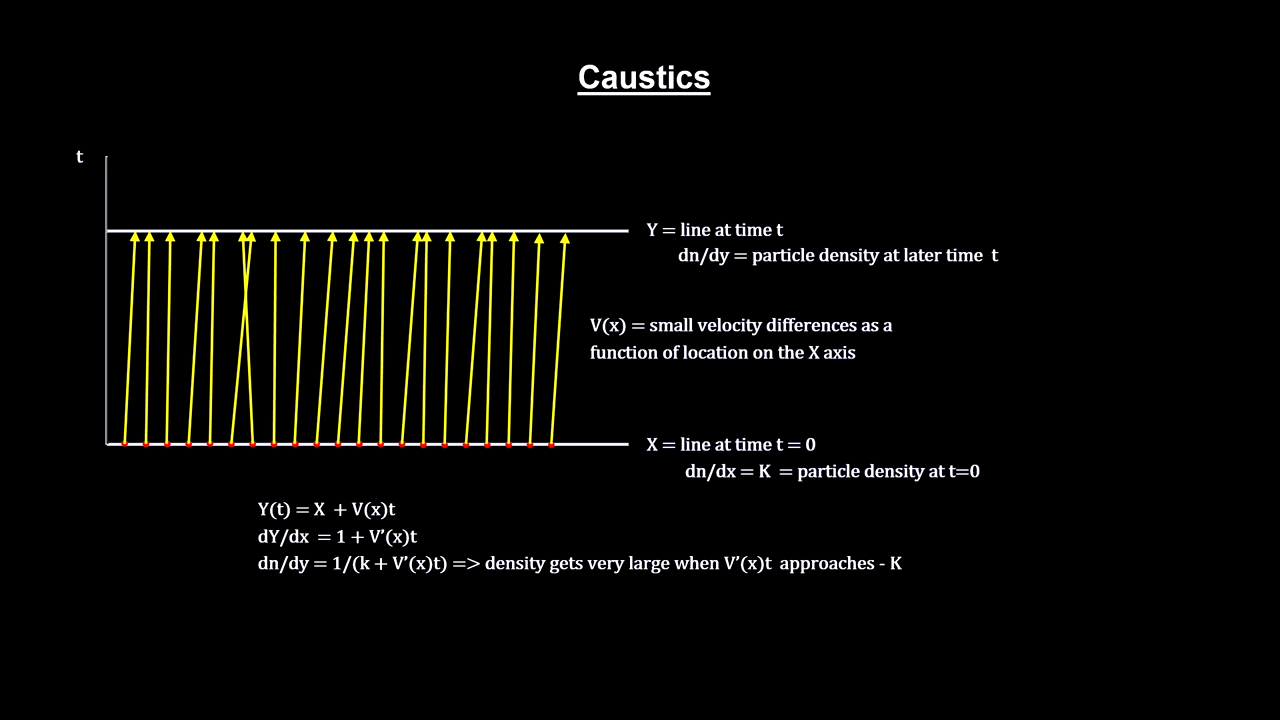 Caustics
t
Y = line at time t
dn/dy = particle density at later time t
V(x) = small velocity differences as a
function of location on the X axis
X = line at time t = 0
dn/dx = K = particle density at t=0
Y(t) = X + V(x)t
dY/dx = 1 + V’(x)t
dn/dy = 1/(k + V’(x)t) => density gets very large when V’(x)t approaches - K